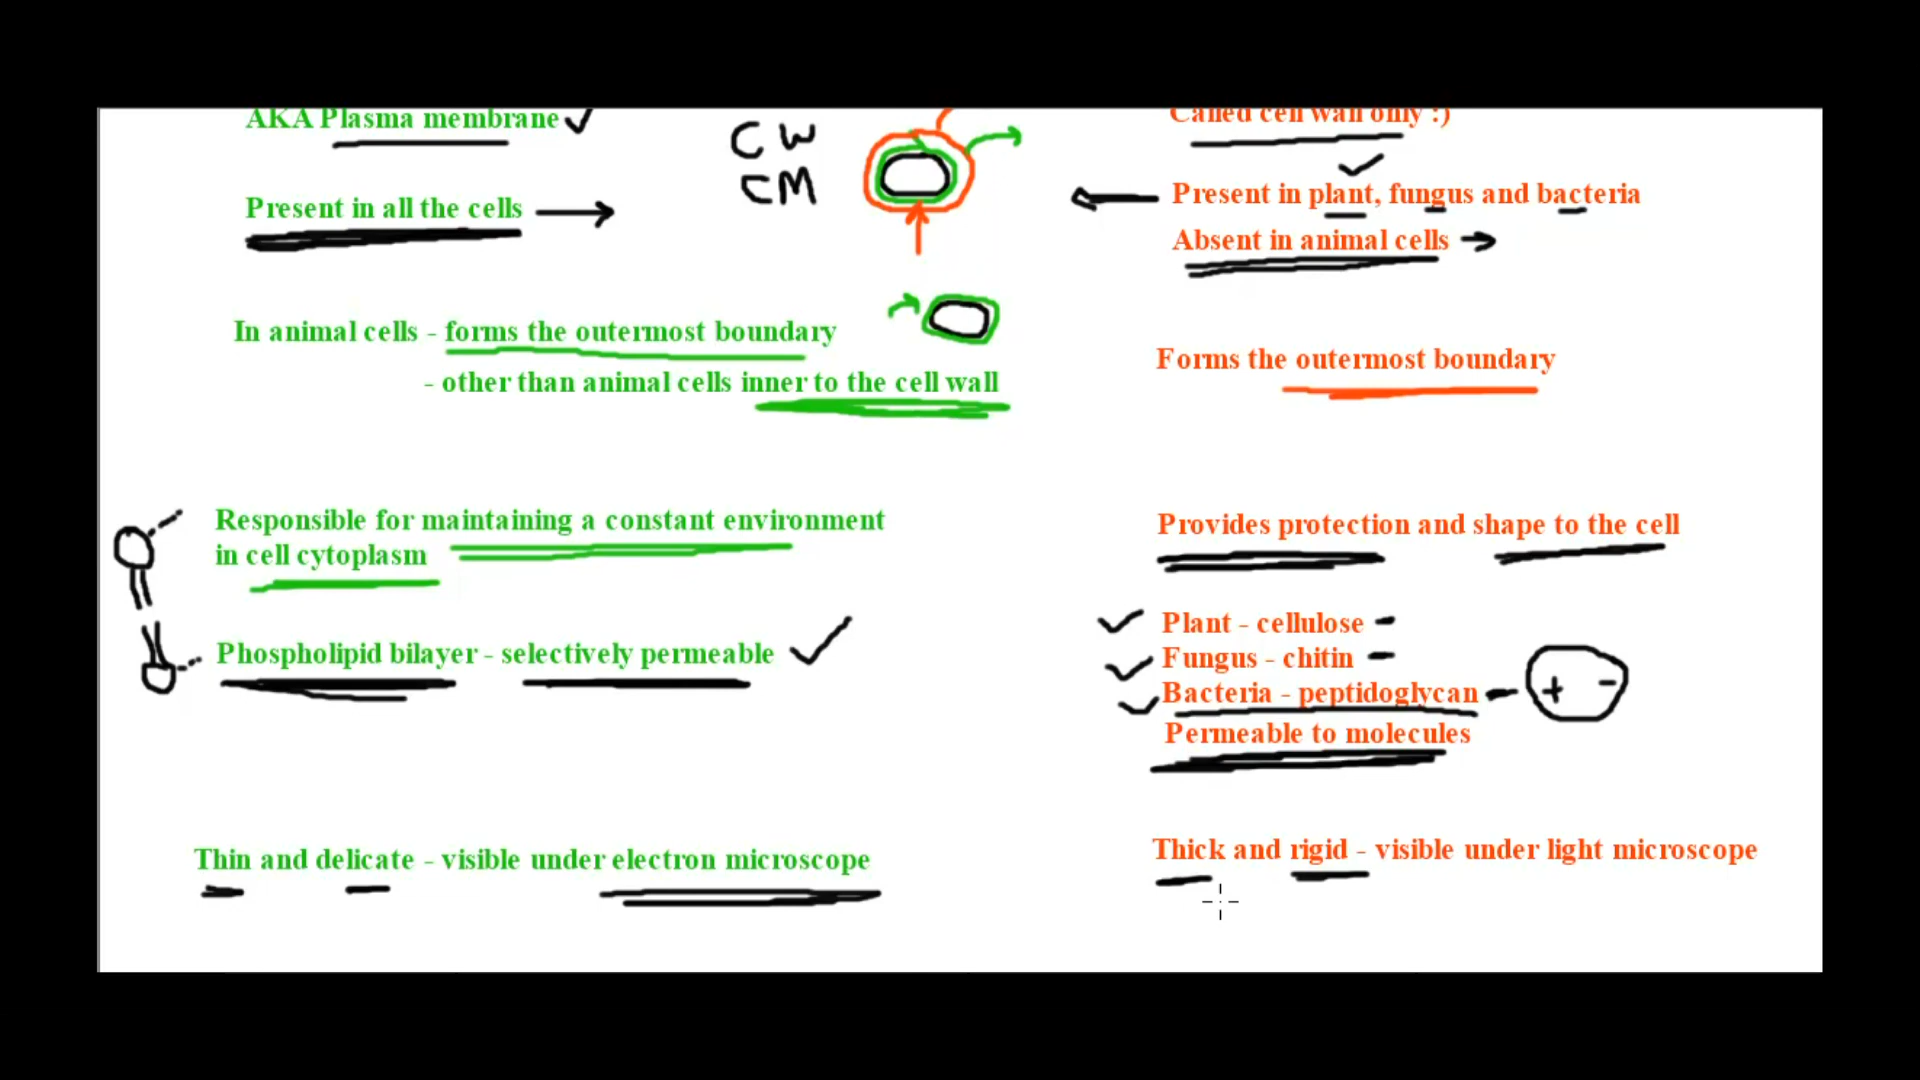 AKA Plasma membrane
Called cell wall only :)
C W
CM
Present in all the cells
Present in plant, fungus and bacteria
Absent in animal cells
In animal cells - forms the outermost boundary
- other than animal cells inner to the cell wall
Forms the outermost boundary
Responsible for maintaining a constant environment
in cell cytoplasm
Provides protection and shape to the cell
Phospholipid bilayer - selectively permeable
Plant - cellulose
Fungus - chitin
Bacteria - peptidoglycan
+ -
Permeable to molecules
Thin and delicate - visible under electron microscope
Thick and rigid - visible under light microscope